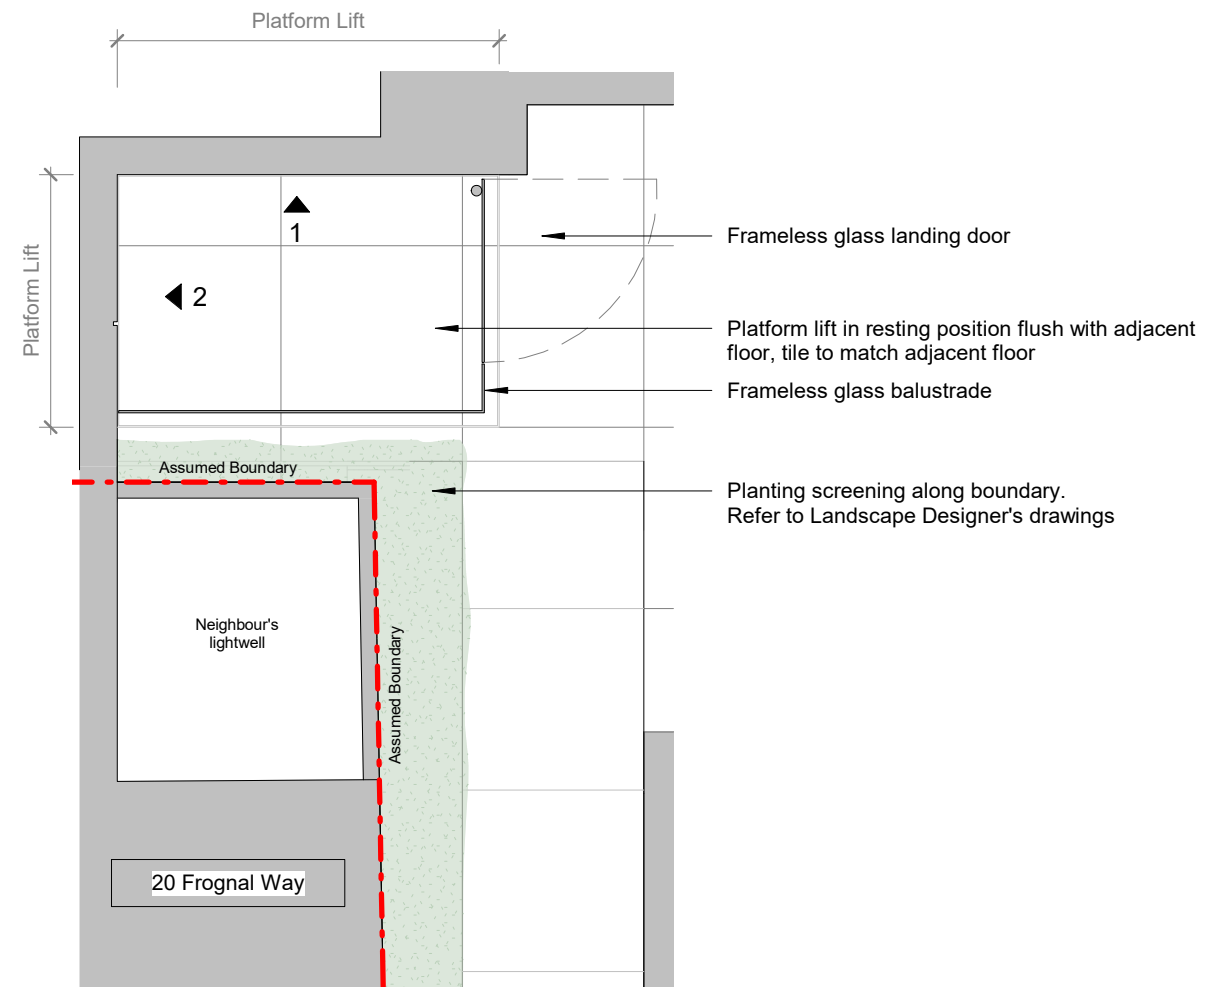 Platform Lift
Platform Lift
1
2
Frameless glass landing door
Platform lift in resting position flush with adjacent
floor, tile to match adjacent floor
Frameless glass balustrade
Assumed Boundary
Planting screening along boundary.
Refer to Landscape Designer's drawings
Neighbour's
lightwell
Assumed Boundary
20 Frognal Way